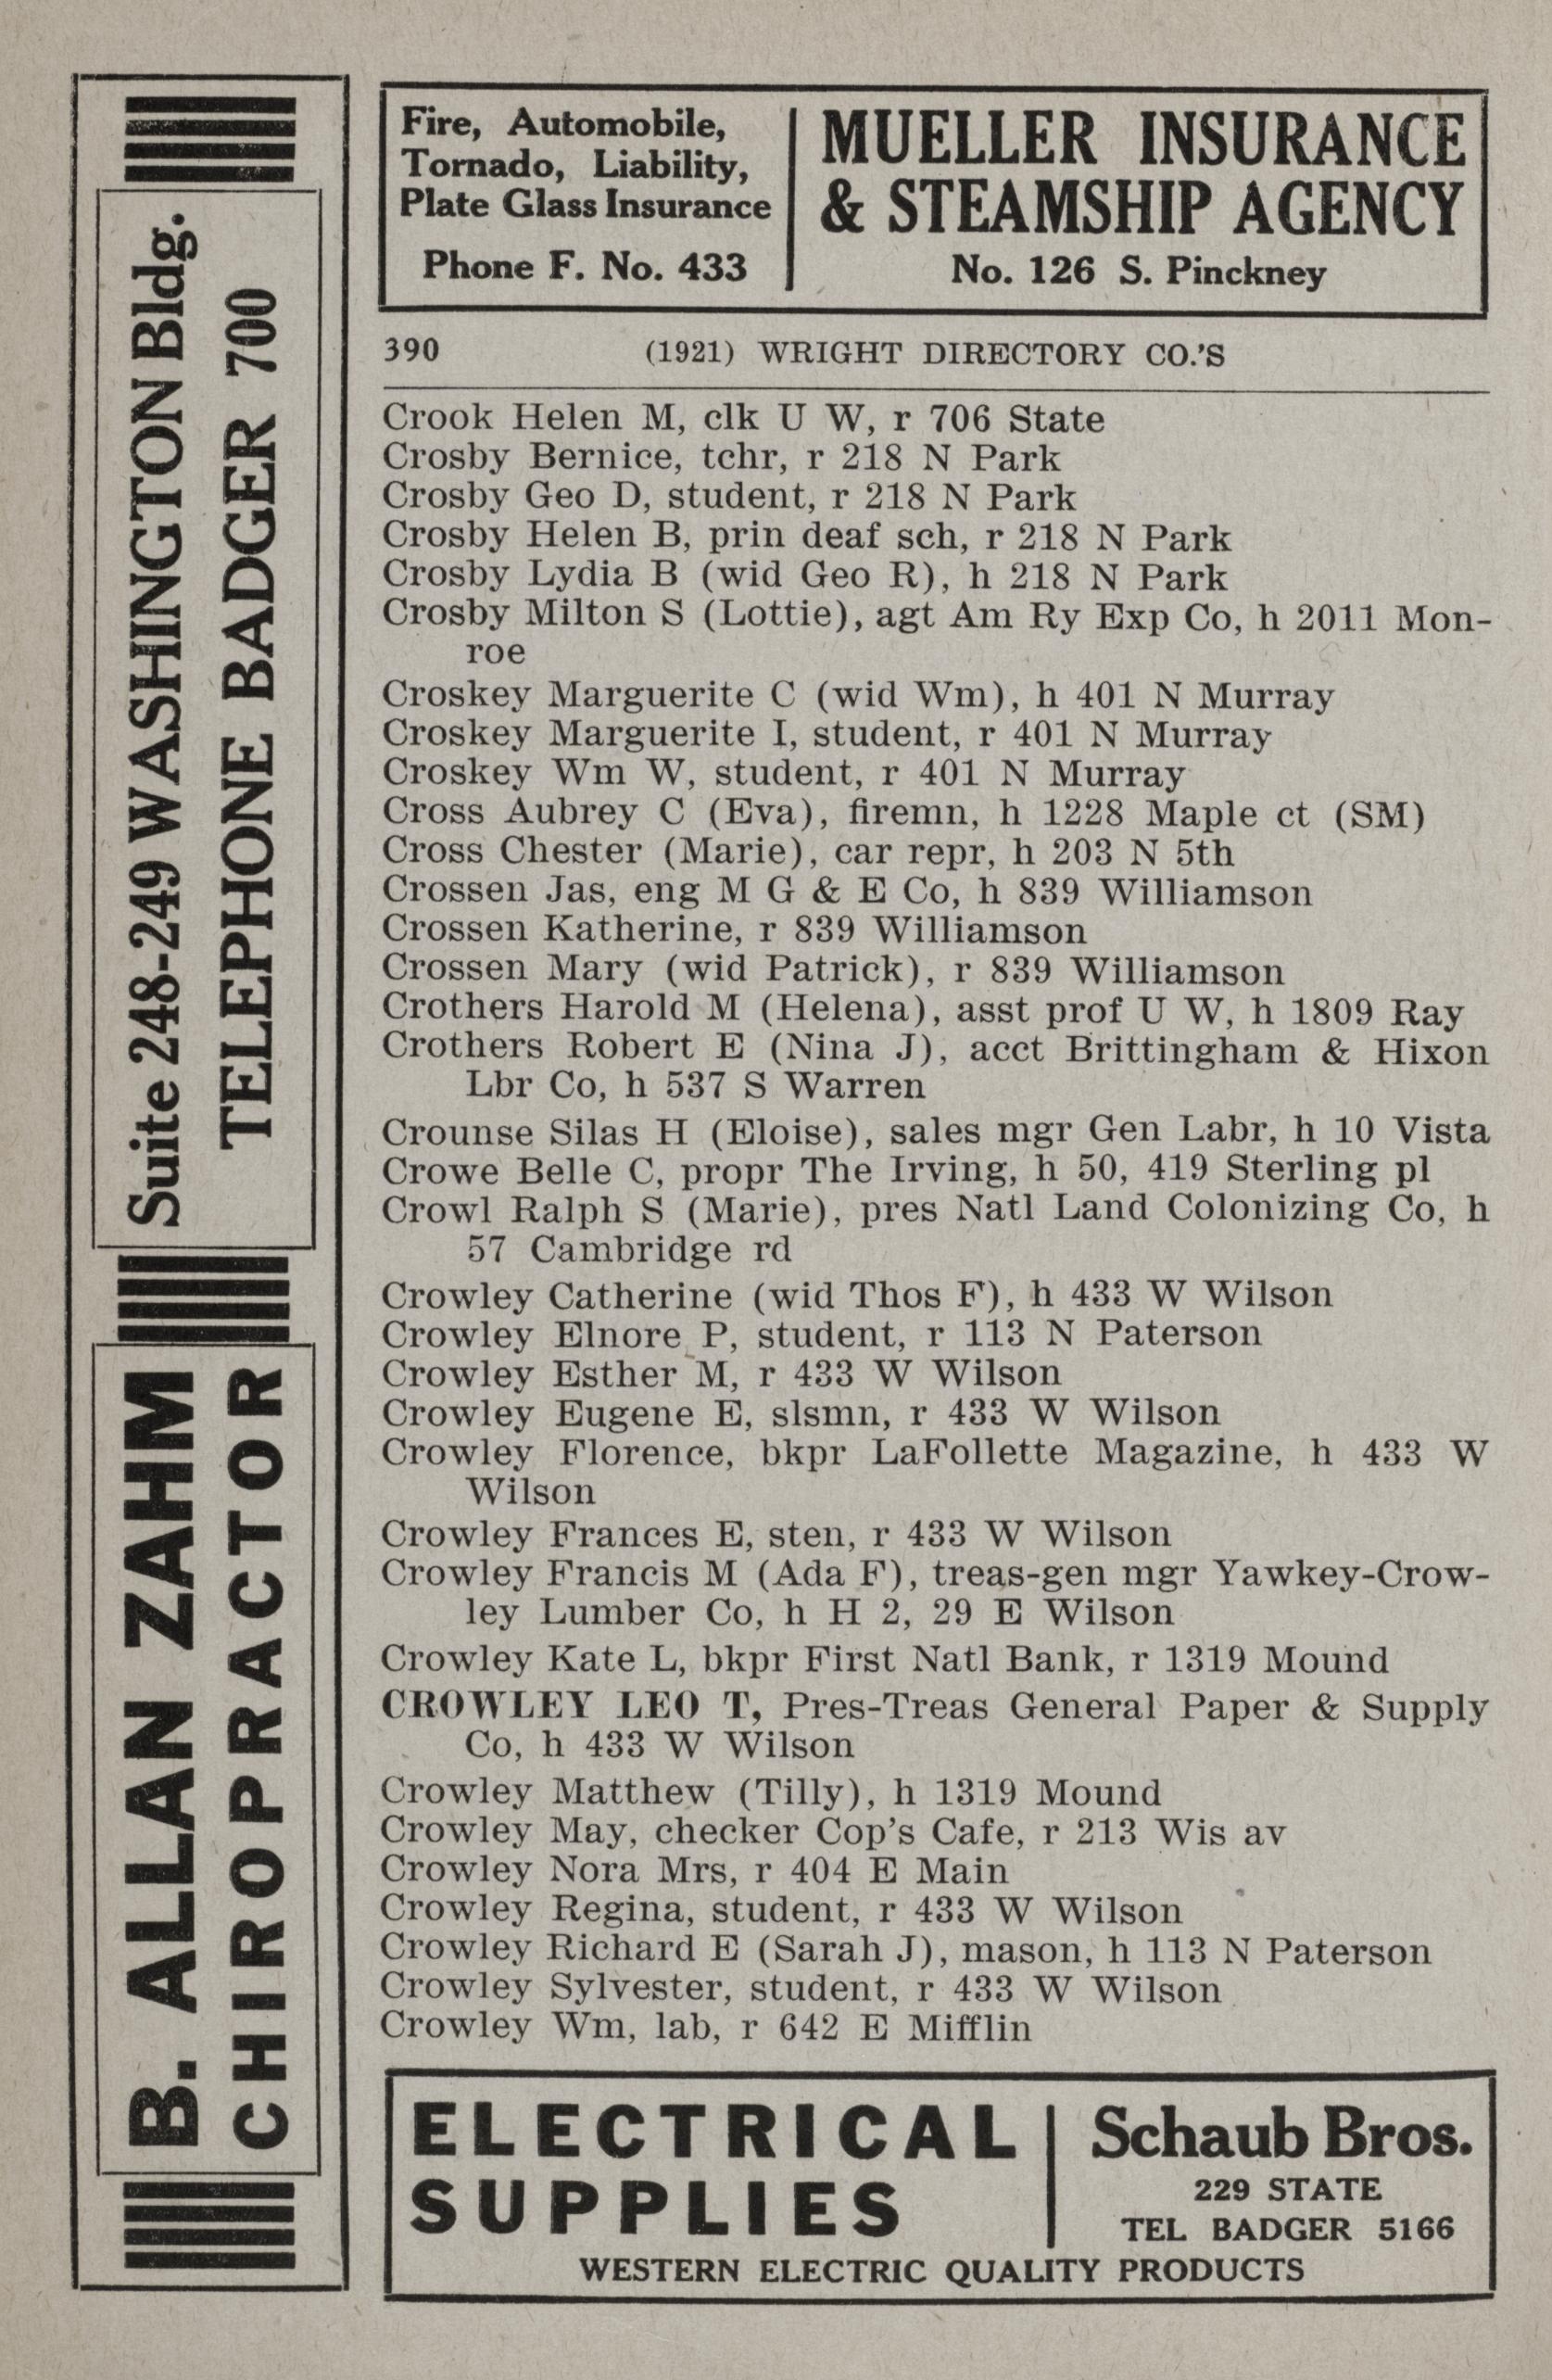 Fire, Automobile,
Tornado, Liability,
Plate Glass Insurance
Phone F. No. 433
MUELLER INSURANCE
& STEAMSHIP AGENCY
No. 126 S. Pinckney
390 (1921) WRIGHT DIRECTORY CO.'S
Crook Helen M, clk U W, r 706 State
Crosby Bernice, tchr, r 218 N Park
Crosby Geo D, student, r 218 N Park
Crosby Helen B, prin deaf sch, r 218 N Park
Crosby Lydia B (wid Geo R), h 218 N Park
Crosby Milton S (Lottie), agt Am Ry Exp Co, h 2011 Mon-
roe
Croskey Marguerite C (wid Wm), h 401 N Murray
Croskey Marguerite I, student, r 401 N Murray
Croskey Wm W, student, r 401 N Murray
Cross Aubrey C (Eva), firemn, h 1228 Maple ct (SM)
Cross Chester (Marie), car repr, h 203 N 5th
Crossen Jas, eng M G & E Co, h 839 Williamson
Crossen Katherine, r 839 Williamson
Crossen Mary (wid Patrick), r 839 Williamson
Crothers Harold M (Helena), asst prof U W, h 1809 Ray
Crothers Robert E (Nina J), acct Brittingham & Hixon
Lbr Co, h 537 S Warren
Crounse Silas H (Eloise), sales mgr Gen Labr, h 10 Vista
Crowe Belle C, propr The Irving, h 50, 419 Sterling pl
Crowl Ralph S (Marie), pres Natl Land Colonizing Co, h
57 Cambridge rd
Crowley Catherine (wid Thos F), h 433 W Wilson
Crowley Elnore P, student, r 113 N Paterson
Crowley Esther M, r 433 W Wilson
Crowley Eugene E, slsmn, r 433 W Wilson
Crowley Florence, bkpr LaFollette Magazine, h 433 W
Wilson
Crowley Frances E, sten, r 433 W Wilson
Crowley Francis M (Ada F), treas-gen mgr Yawkey-Crow-
ley Lumber Co, h H 2, 29 E Wilson
Crowley Kate L, bkpr First Natl Bank, r 1319 Mound
CROWLEY LEO T, Pres-Treas General Paper & Supply
Co, h 433 W Wilson
Crowley Matthew (Tilly), h 1319 Mound
Crowley May, checker Cop's Cafe, r 213 Wis av
Crowley Nora Mrs, r 404 E Main
Crowley Regina, student, r 433 W Wilson
Crowley Richard E (Sarah J), mason, h 113 N Paterson
Crowley Sylvester, student, r 433 W Wilson
Crowley Wm, lab, r 642 E Mifflin
ELECTRICAL
SUPPLIES
Schaub Bros.
229 STATE
TEL BADGER 5166
WESTERN ELECTRIC QUALITY PRODUCTS
B. ALLAN ZAHM
CHIROPRACTOR
Suite 248-249 WASHINGTON Bldg.
TELEPHONE BADGER 700